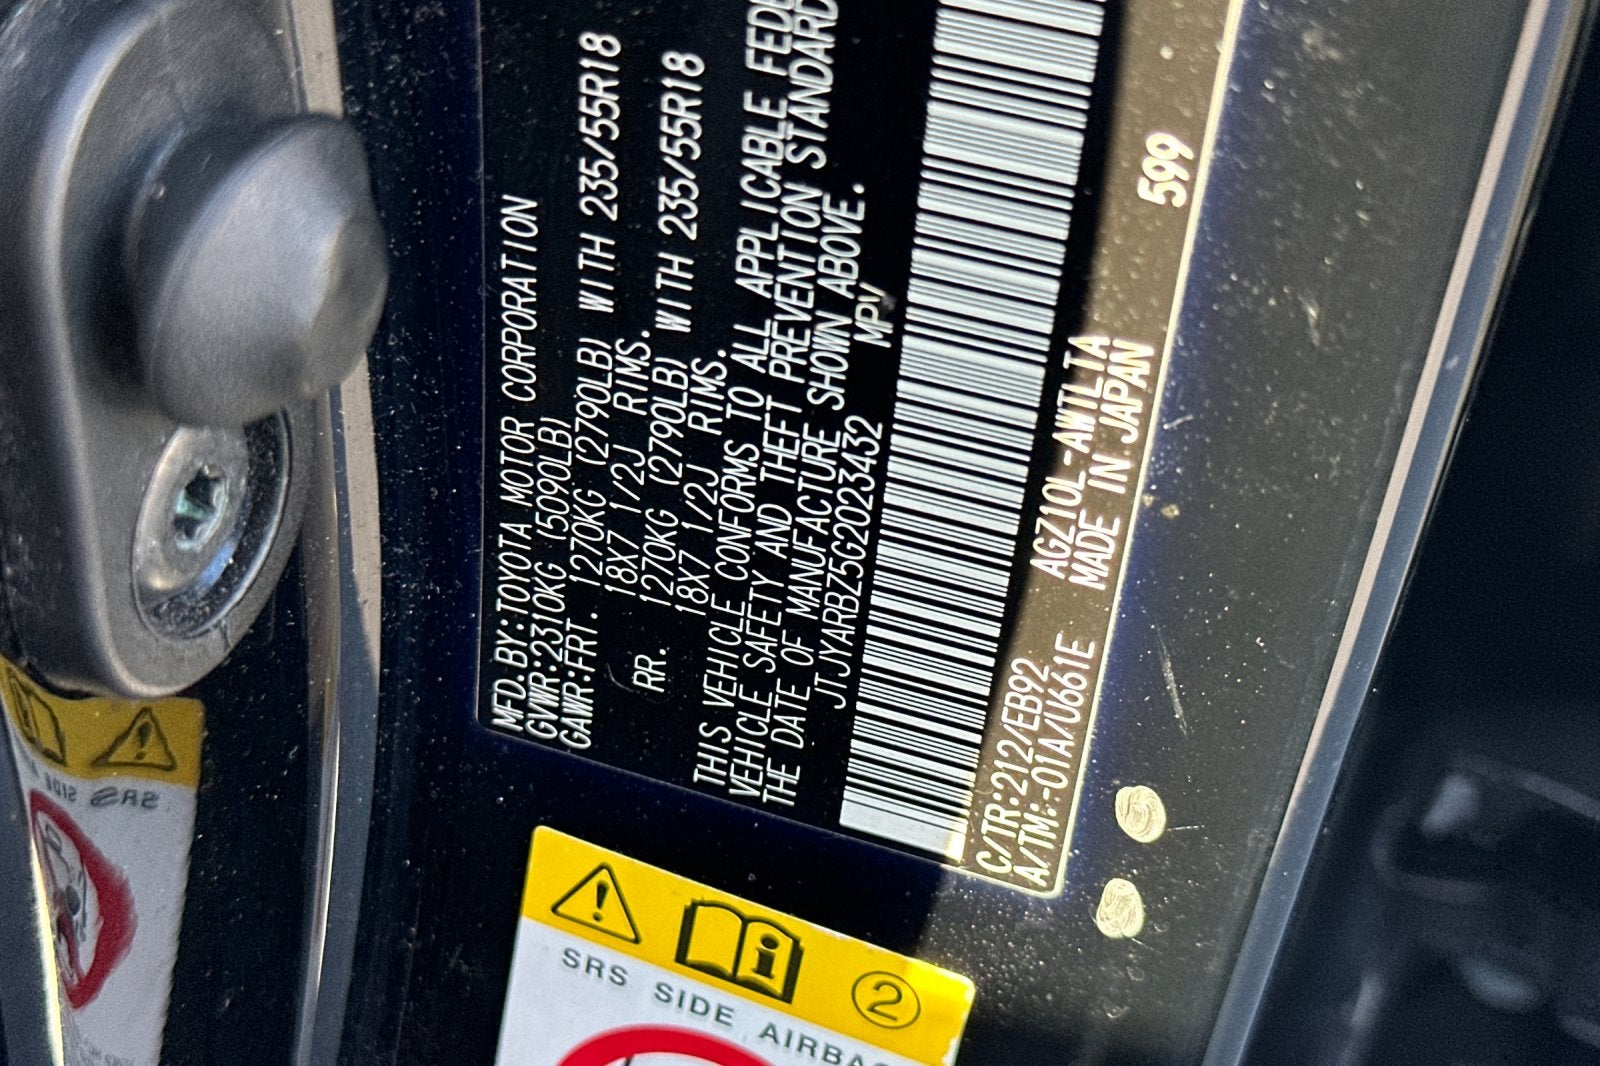 MFD.BY:TOYOTA MOTOR CORPORATION
GVWR:2310KG (5090LB)
GAWR:FRT. 1270KG (2790LB) WITH 235/55R18
18X7 1/2J RIMS.
RR. 1270KG (2790LB) WITH 235/55R18
18X7 1/2J RIMS.
THIS VEHICLE CONFORMS TO ALL APPLICABLE
VEHICLE SAFETY AND THEFT PREVENTION STANDARD
THE DATE OF MANUFACTURE SHOWN ABOVE.
JTJYARBZ5G2023432 MPV
AGZ10L-AWTLTA
C/TR:212/EB92 MADE IN JAPAN
A/TM:-01A/U661E 599
2
SRS SIDE
SRS SIDE